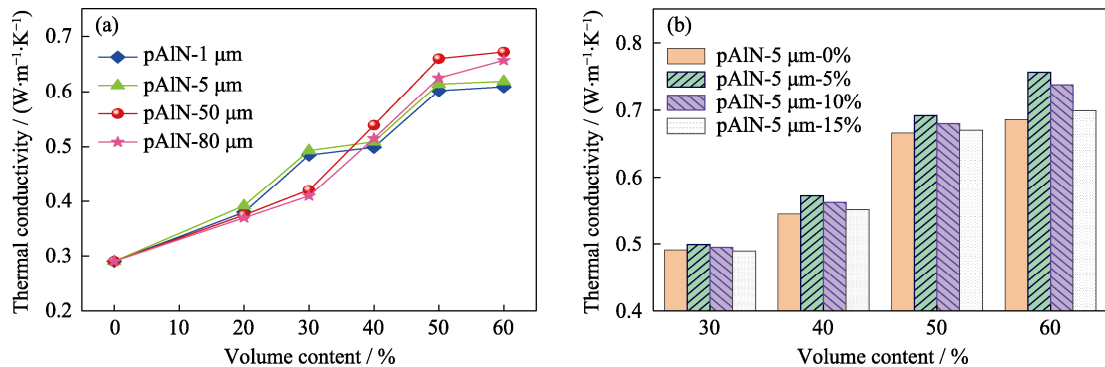 (a)
pAlN-1 μm
pAlN-5 μm
pAlN-50 μm
pAlN-80 μm
Thermal conductivity / (W·m⁻¹·K⁻¹)
0.7
0.6
0.5
0.4
0.3
0.2
0 10 20 30 40 50 60
Volume content / %
(b)
pAlN-5 μm-0%
pAlN-5 μm-5%
pAlN-5 μm-10%
pAlN-5 μm-15%
Thermal conductivity / (W·m⁻¹·K⁻¹)
0.8
0.7
0.6
0.5
0.4
30 40 50 60
Volume content / %